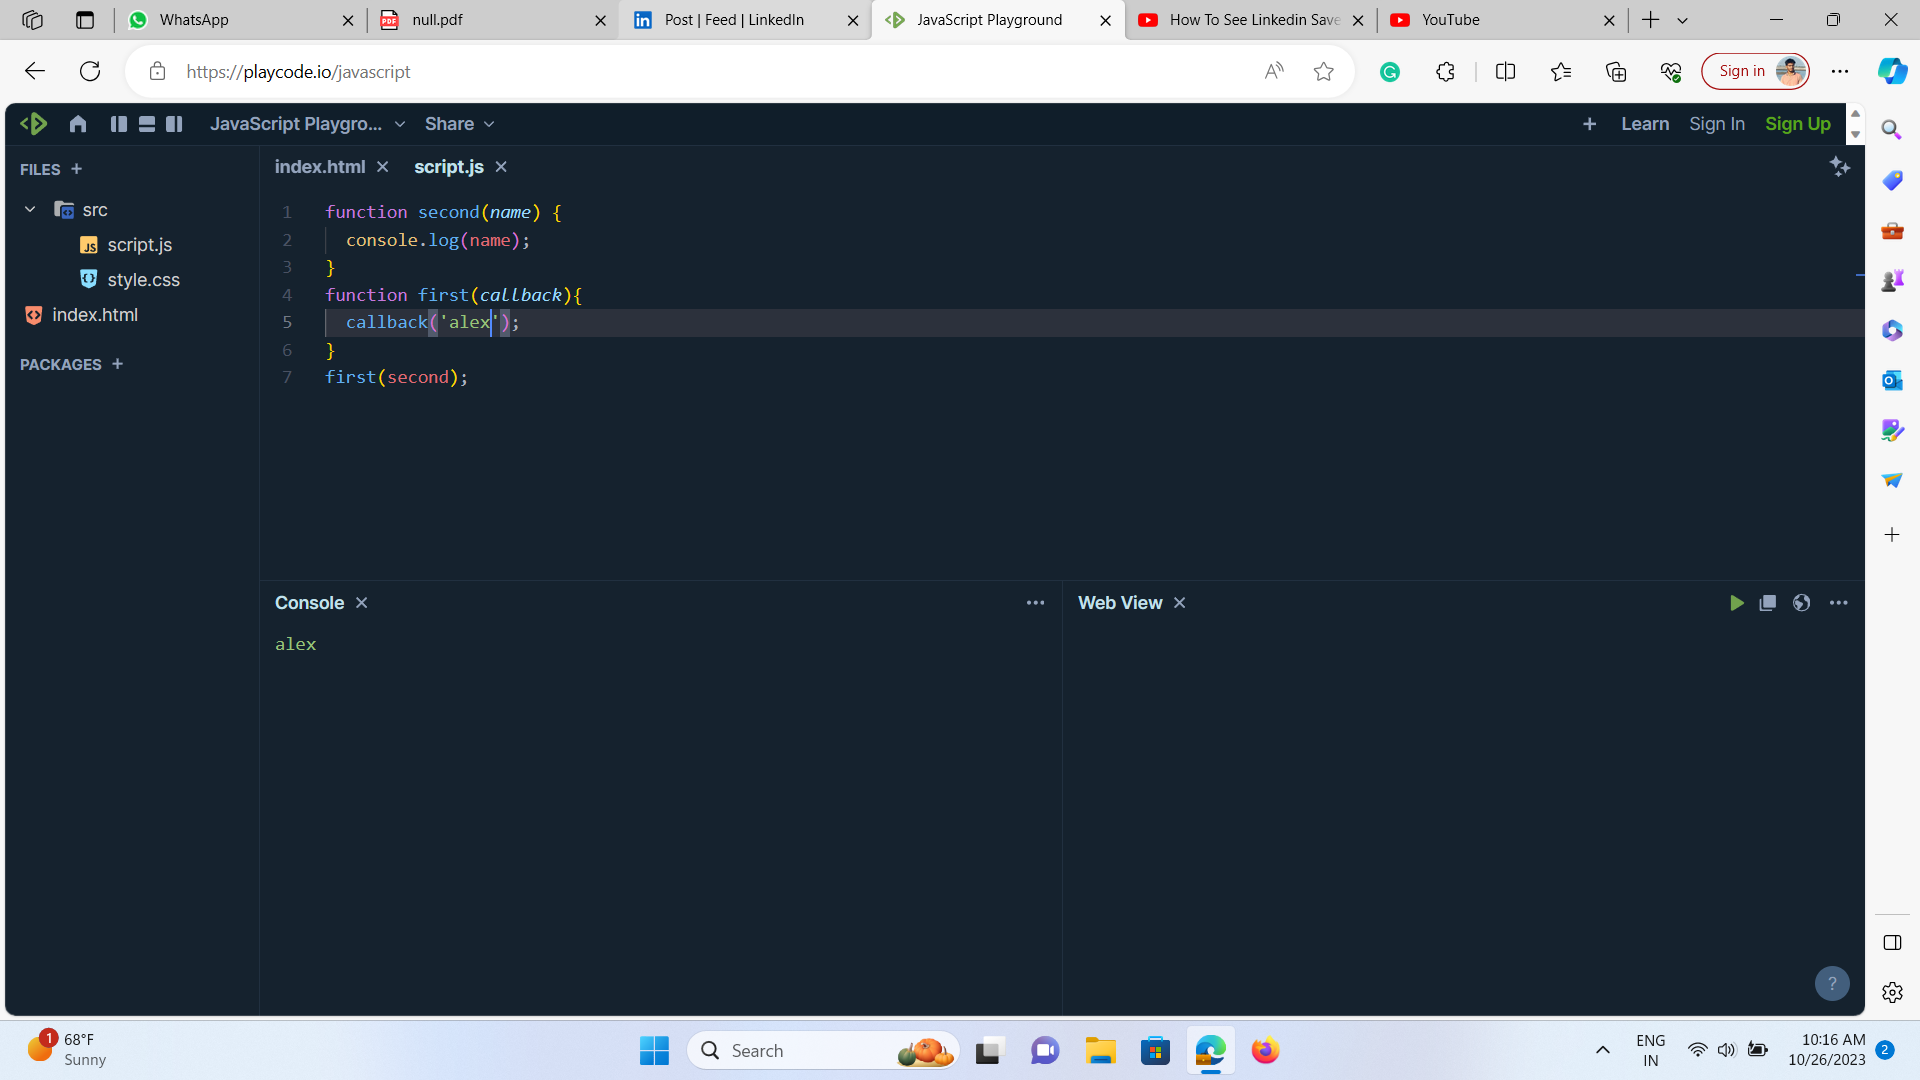 WhatsApp
null.pdf
Post | Feed | LinkedIn
JavaScript Playground
How To See Linkedin Save
YouTube
https://playcode.io/javascript
Sign in
JavaScript Playgro...
Share
Learn
Sign In
Sign Up
FILES
src
script.js
style.css
index.html
PACKAGES
index.html
script.js
1 function second(name) {
2 console.log(name);
3 }
4 function first(callback){
5 callback('alex');
6 }
7 first(second);
Console
Web View
alex
?
1
68°F
Sunny
Search
ENG
IN
10:16 AM
10/26/2023
2